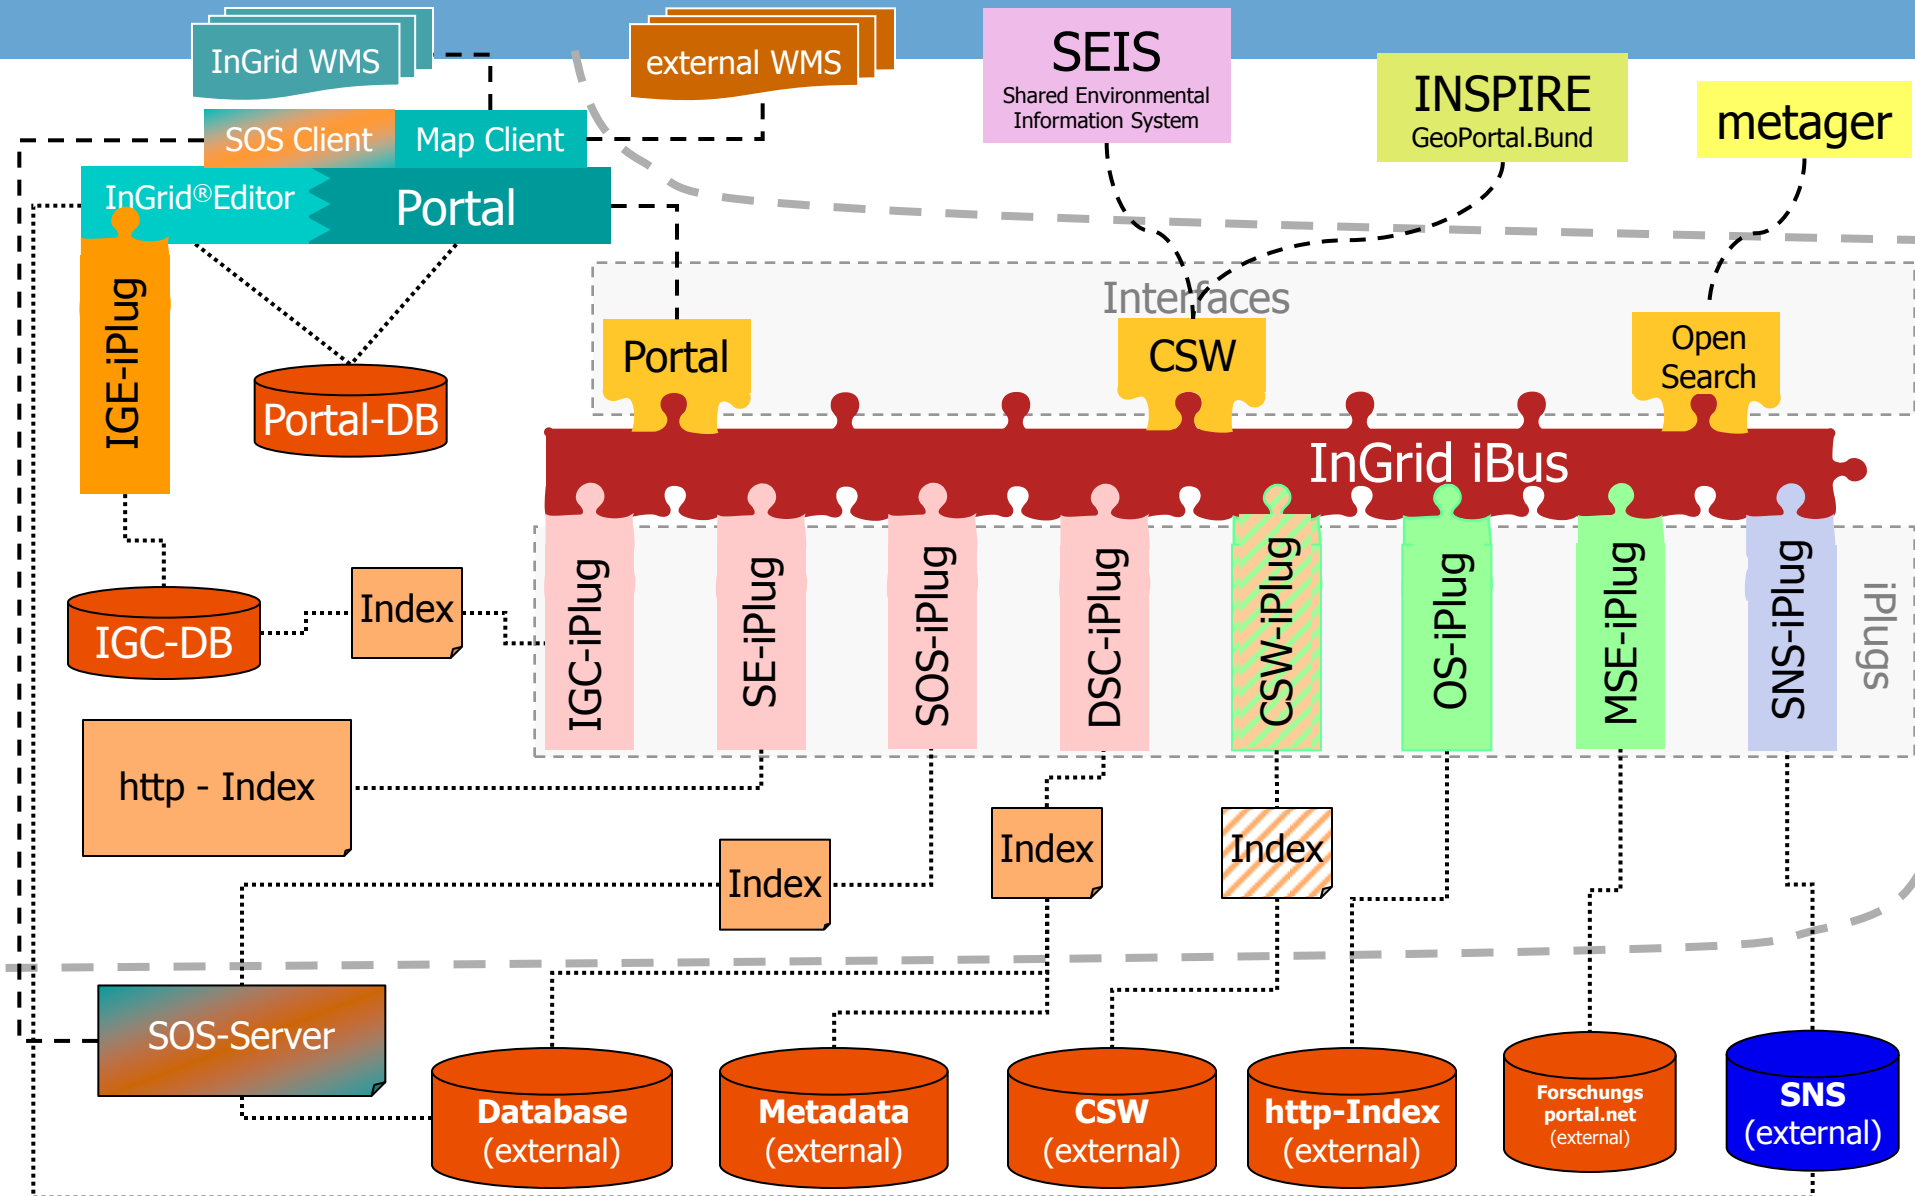 InGrid WMS
external WMS
SEIS
Shared Environmental
Information System
INSPIRE
GeoPortal.Bund
metager
SOS Client
Map Client
InGrid®Editor
Portal
Interfaces
IGE-iPlug
Portal-DB
Portal
CSW
Open
Search
InGrid iBus
IGC-DB
Index
IGC-iPlug
SE-iPlug
SOS-iPlug
DSC-iPlug
CSW-iPlug
OS-iPlug
MSE-iPlug
SNS-iPlug
iPlugs
http - Index
Index
Index
Index
SOS-Server
Database
(external)
Metadata
(external)
CSW
(external)
http-Index
(external)
Forschungs
portal.net
(external)
SNS
(external)